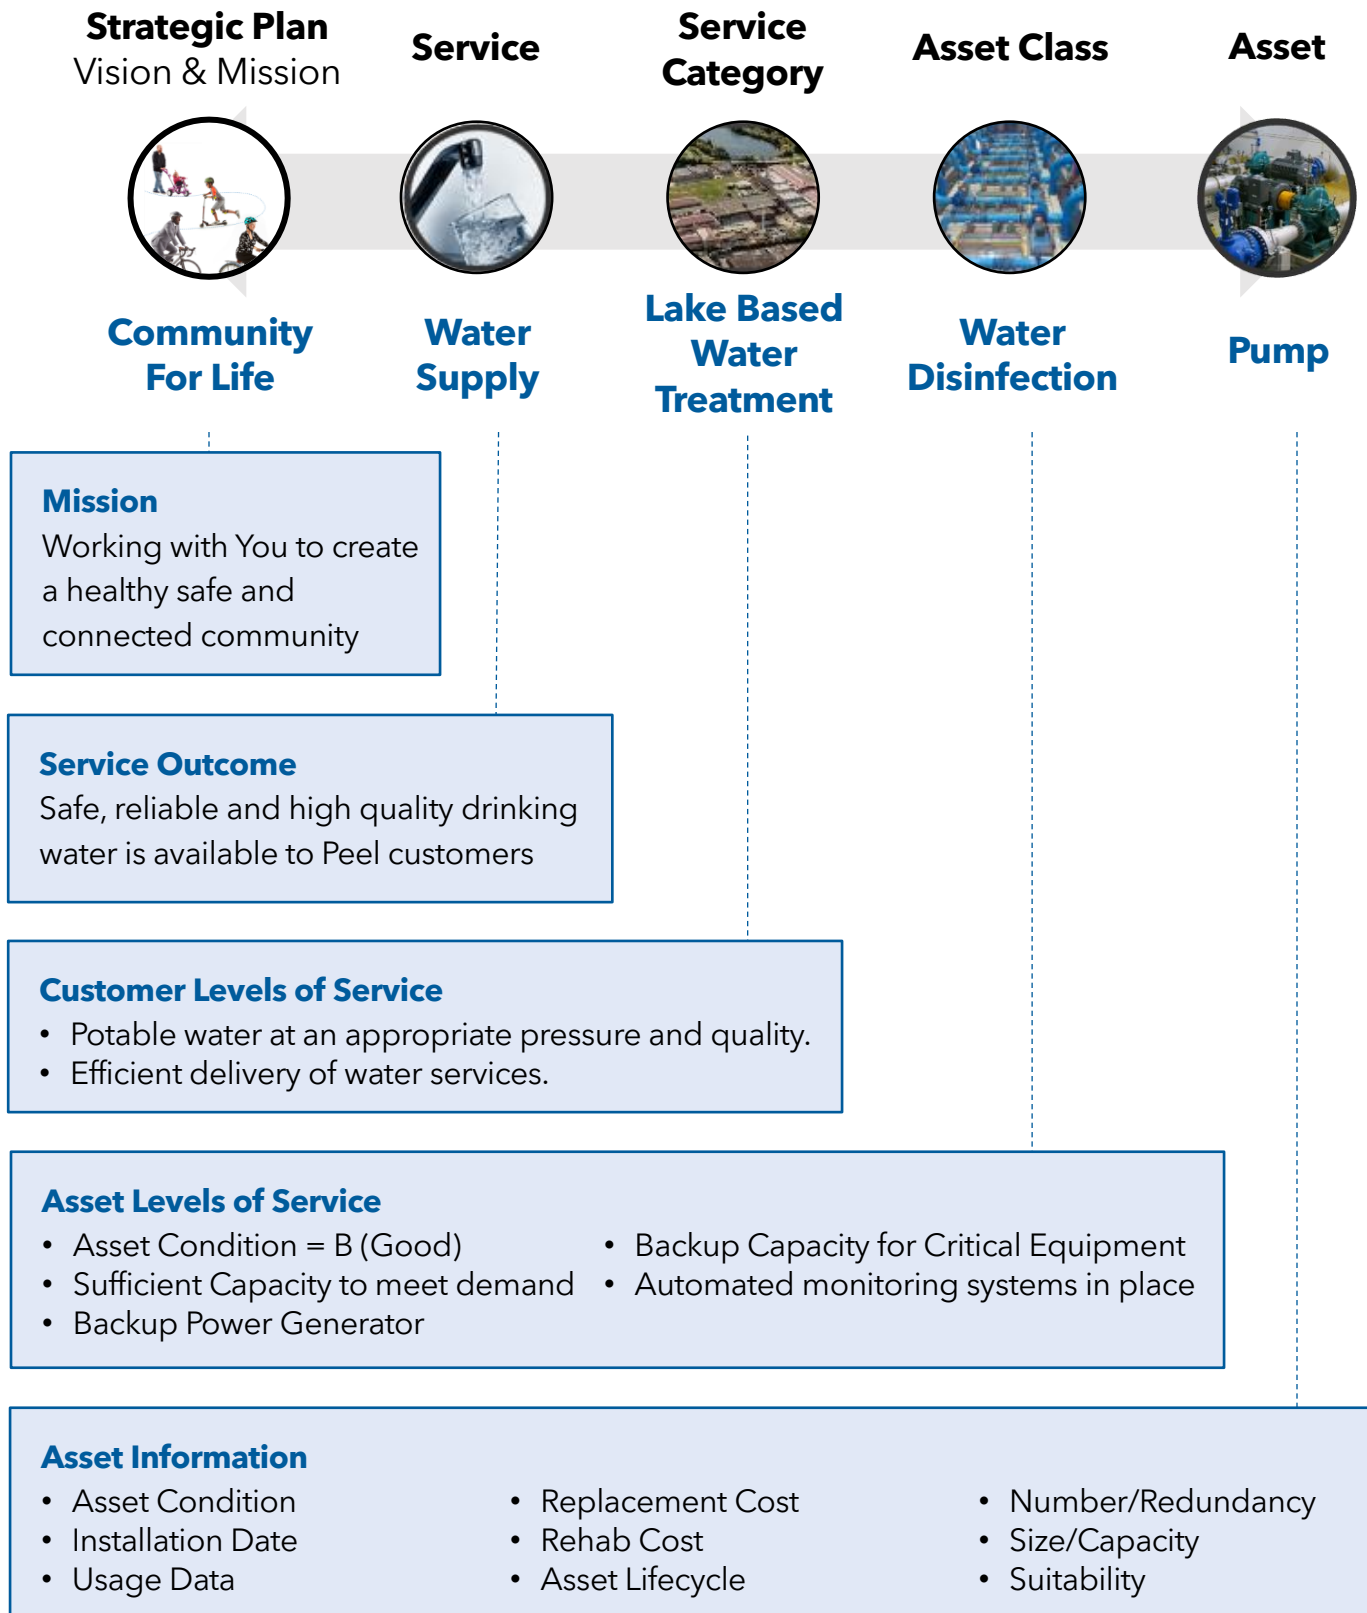 Strategic Plan
Vision & Mission
Service
Service
Category
Asset Class
Asset
Community
For Life
Water
Supply
Lake Based
Water
Treatment
Water
Disinfection
Pump
Mission
Working with You to create
a healthy safe and
connected community
Service Outcome
Safe, reliable and high quality drinking
water is available to Peel customers
Customer Levels of Service
• Potable water at an appropriate pressure and quality.
• Efficient delivery of water services.
Asset Levels of Service
• Asset Condition = B (Good)
• Sufficient Capacity to meet demand
• Backup Power Generator
• Backup Capacity for Critical Equipment
• Automated monitoring systems in place
Asset Information
• Asset Condition
• Installation Date
• Usage Data
• Replacement Cost
• Rehab Cost
• Asset Lifecycle
• Number/Redundancy
• Size/Capacity
• Suitability